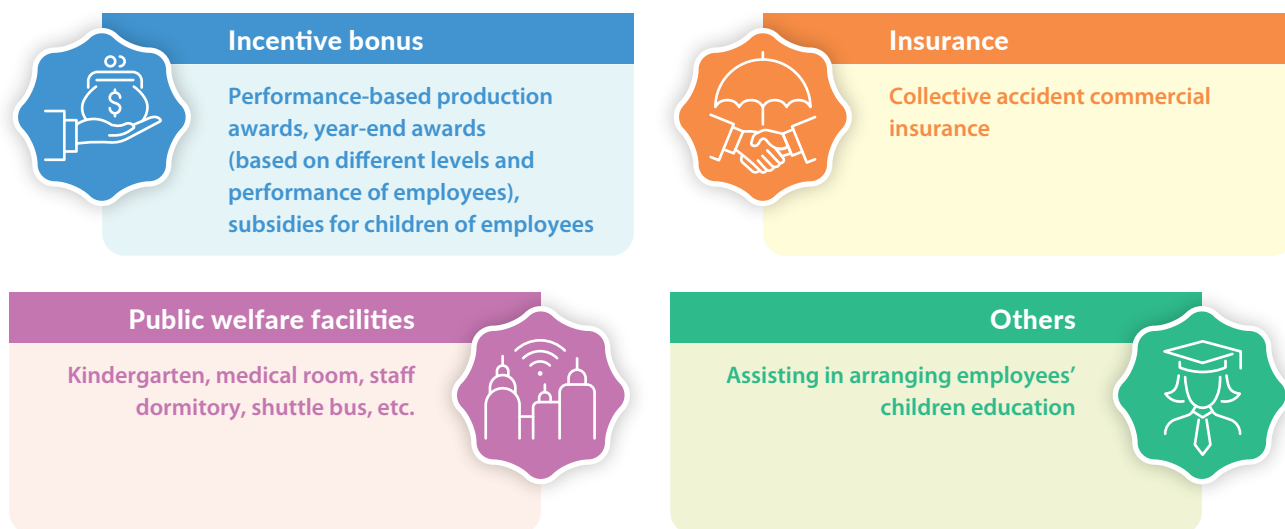 Incentive bonus
Performance-based production
awards, year-end awards
(based on different levels and
performance of employees),
subsidies for children of employees
Insurance
Collective accident commercial
insurance
Public welfare facilities
Kindergarten, medical room, staff
dormitory, shuttle bus, etc.
Others
Assisting in arranging employees’
children education